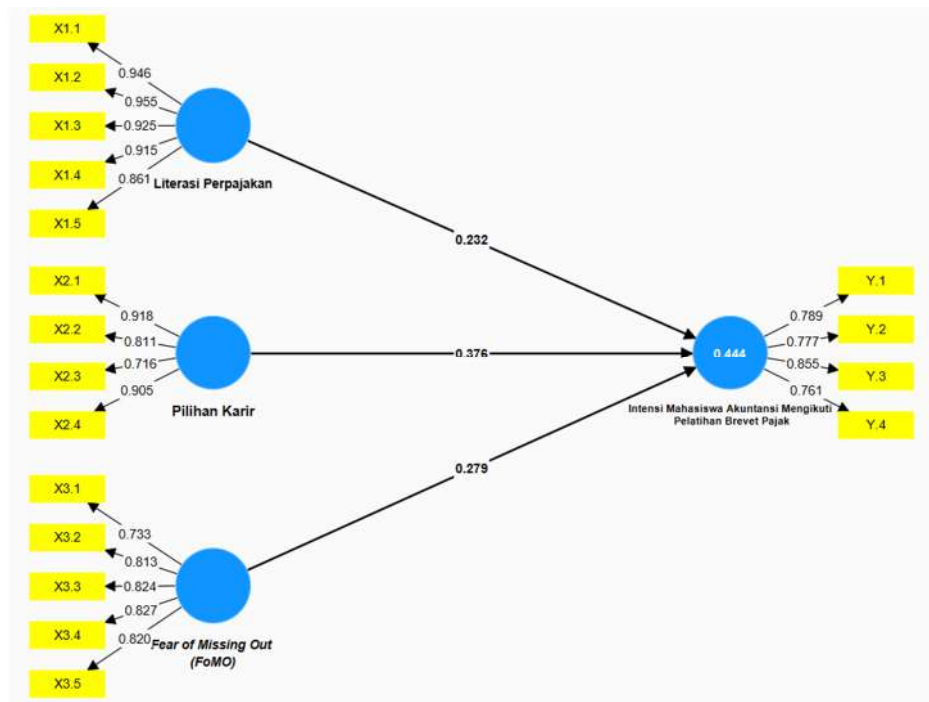 X1.1
0.946
X1.2
0.955
X1.3
0.925
0.915
X1.4
0.861
Literasi Perpajakan
X1.5
0.232
X2.1
0.918
X2.2
0.811
X2.3
0.716
0.905
X2.4
Pilihan Karir
0.376
Y.1
0.789
Y.2
0.777
0.444
0.855
Y.3
0.761
Y.4
Intensi Mahasiswa Akuntansi Mengikuti
Pelatihan Brevet Pajak
0.279
X3.1
0.733
X3.2
0.813
X3.3
0.824
0.827
X3.4
0.820
Fear of Missing Out
(FoMO)
X3.5